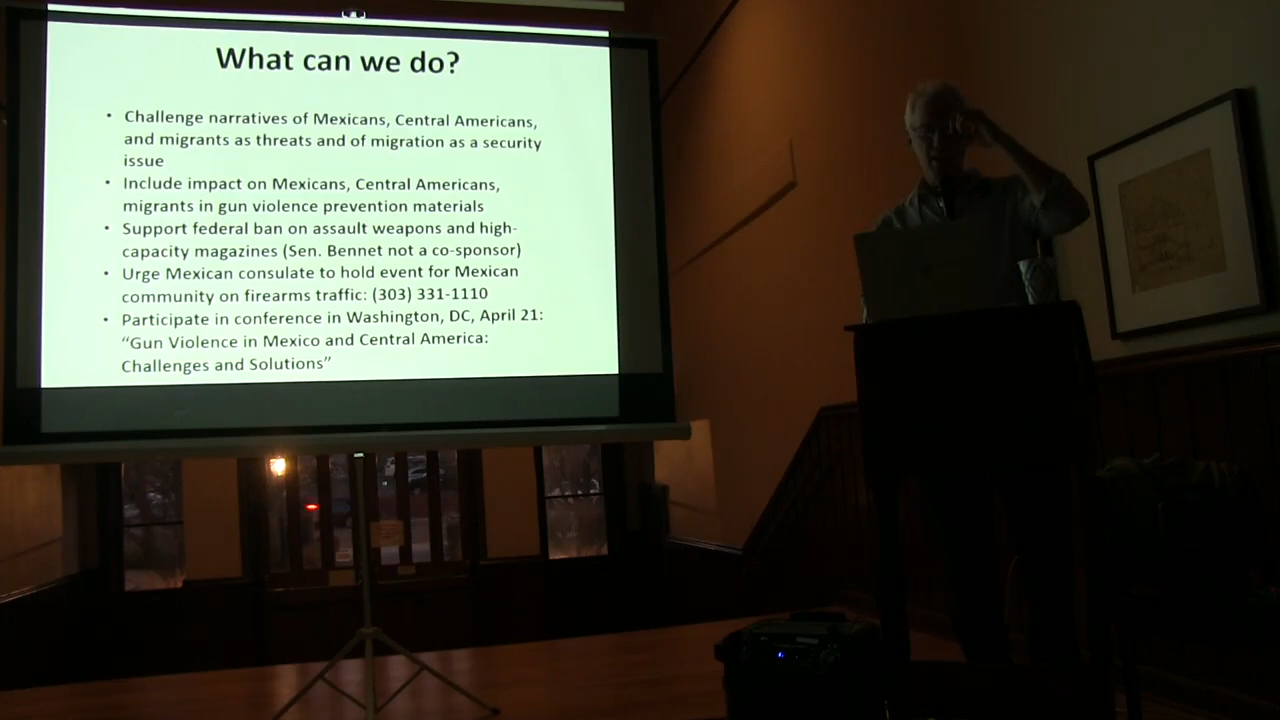 What can we do?
• Challenge narratives of Mexicans, Central Americans,
and migrants as threats and of migration as a security
issue
• Include impact on Mexicans, Central Americans,
migrants in gun violence prevention materials
• Support federal ban on assault weapons and high-
capacity magazines (Sen. Bennet not a co-sponsor)
• Urge Mexican consulate to hold event for Mexican
community on firearms traffic: (303) 331-1110
• Participate in conference in Washington, DC, April 21:
“Gun Violence in Mexico and Central America:
Challenges and Solutions”